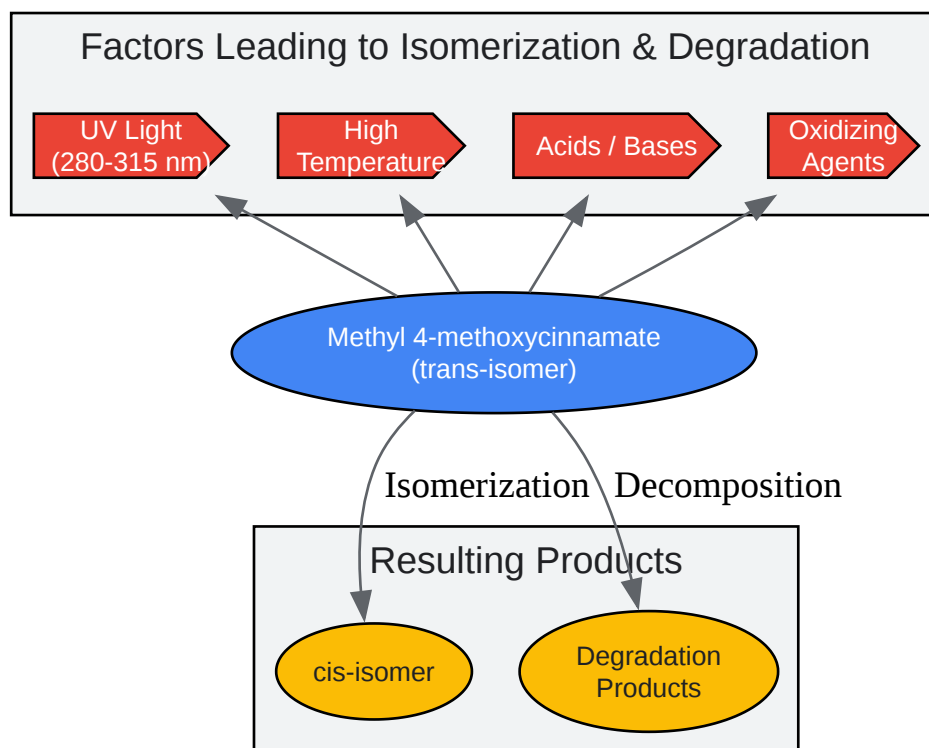 Factors Leading to Isomerization & Degradation
UV Light
(280-315 nm)
High
Temperature
Acids / Bases
Oxidizing
Agents
Methyl 4-methoxycinnamate
(trans-isomer)
Isomerization
Decomposition
Resulting Products
cis-isomer
Degradation
Products